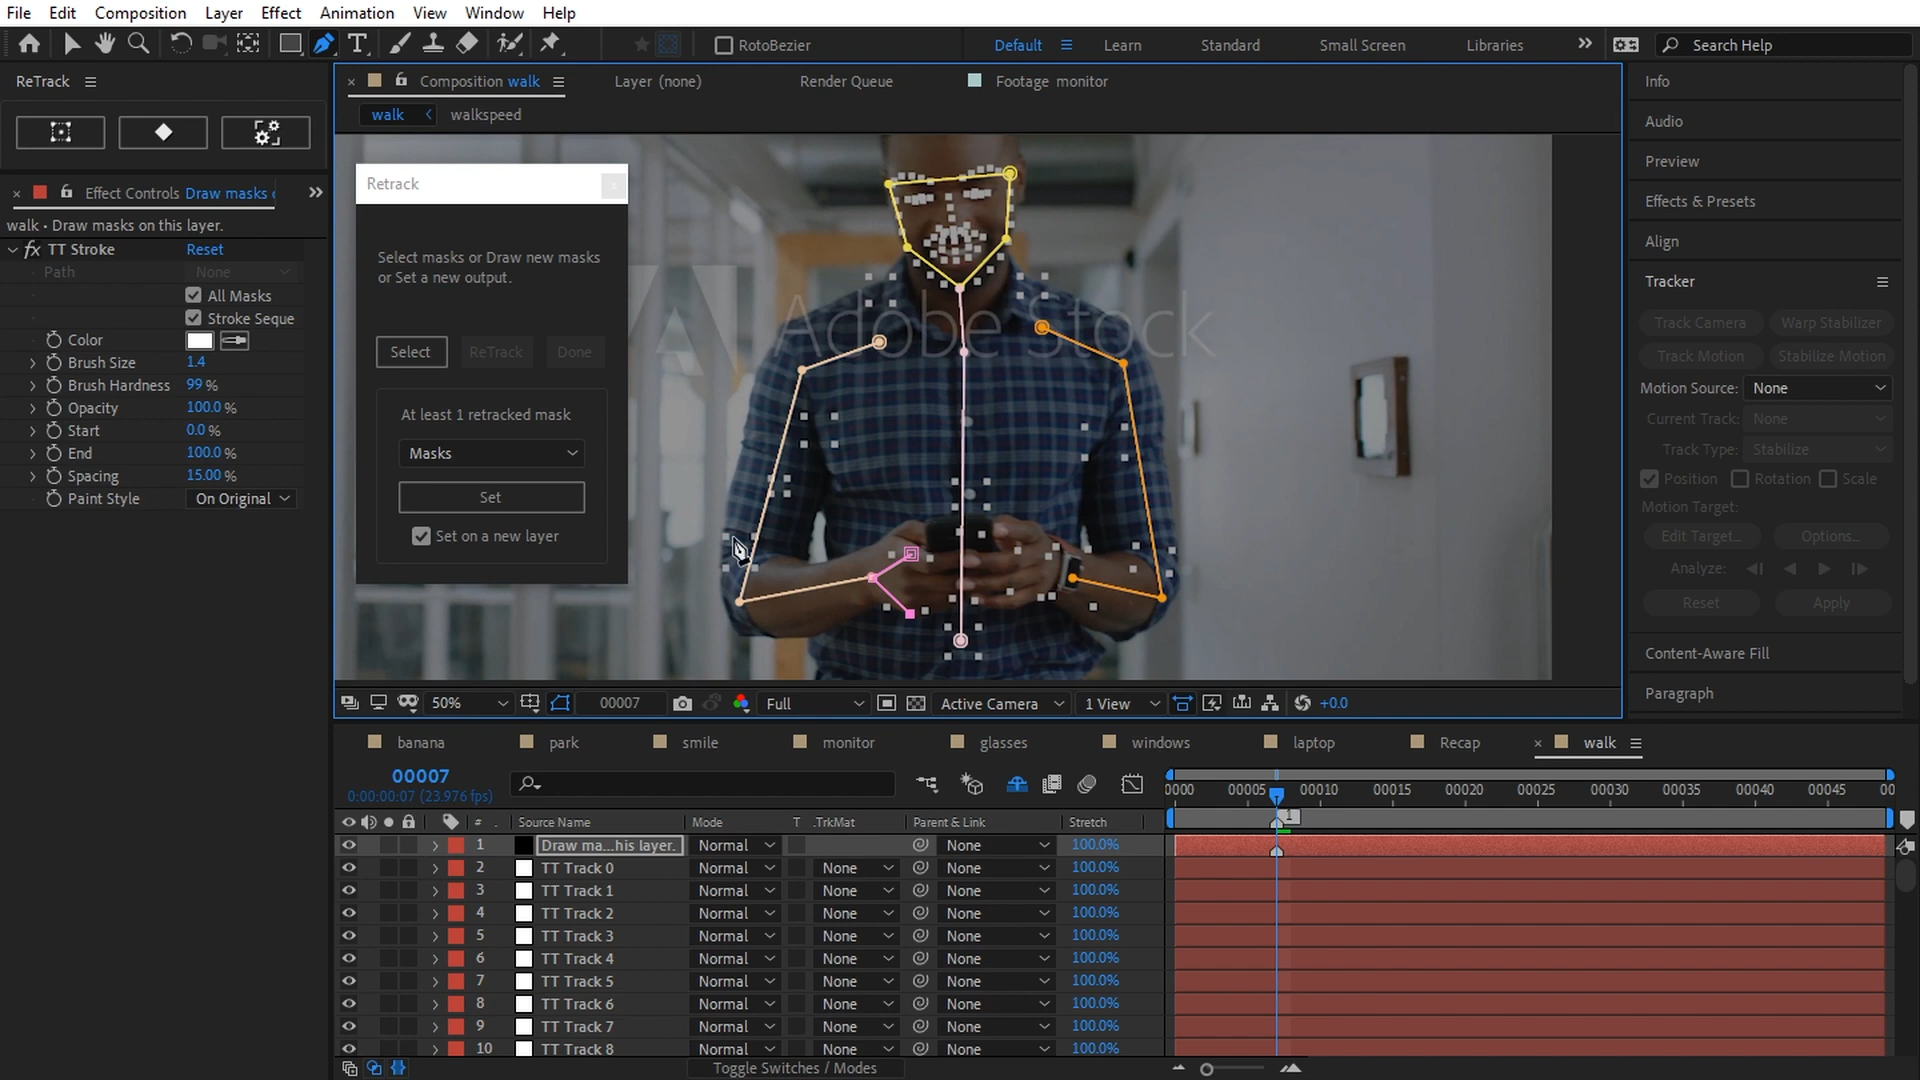 File Edit Composition Layer Effect Animation View Window Help
RotoBezier
Default
Learn
Standard
Small Screen
Libraries
Search Help
ReTrack
Effect Controls Draw masks
walk • Draw masks on this layer.
fx TT Stroke Reset
Path None
All Masks
Stroke Seque
Color
Brush Size 1.4
Brush Hardness 99 %
Opacity 100.0 %
Start 0.0 %
End 100.0 %
Spacing 15.00 %
Paint Style On Original
Composition walk
Layer (none)
Render Queue
Footage monitor
walk
walkspeed
Retrack
Select masks or Draw new masks
or Set a new output.
Select ReTrack Done
At least 1 retracked mask
Masks
Set
Set on a new layer
Adobe Stock
50%
00007
Full
Active Camera
1 View
+0.0
Info
Audio
Preview
Effects & Presets
Align
Tracker
Track Camera Warp Stabilizer
Track Motion Stabilize Motion
Motion Source: None
Current Track: None
Track Type: Stabilize
Position Rotation Scale
Motion Target:
Edit Target... Options...
Analyze:
Reset Apply
Content-Aware Fill
Paragraph
banana park smile monitor glasses windows laptop Recap walk
00007
0:00:00:07 (23.976 fps)
0000 00005 00010 00015 00020 00025 00030 00035 00040 00045 00
1
# Source Name Mode T .TrkMat Parent & Link Stretch
1 Draw ma...his layer. Normal None 100.0%
2 TT Track 0 Normal None None 100.0%
3 TT Track 1 Normal None None 100.0%
4 TT Track 2 Normal None None 100.0%
5 TT Track 3 Normal None None 100.0%
6 TT Track 4 Normal None None 100.0%
7 TT Track 5 Normal None None 100.0%
8 TT Track 6 Normal None None 100.0%
9 TT Track 7 Normal None None 100.0%
10 TT Track 8 Normal None None 100.0%
Toggle Switches / Modes